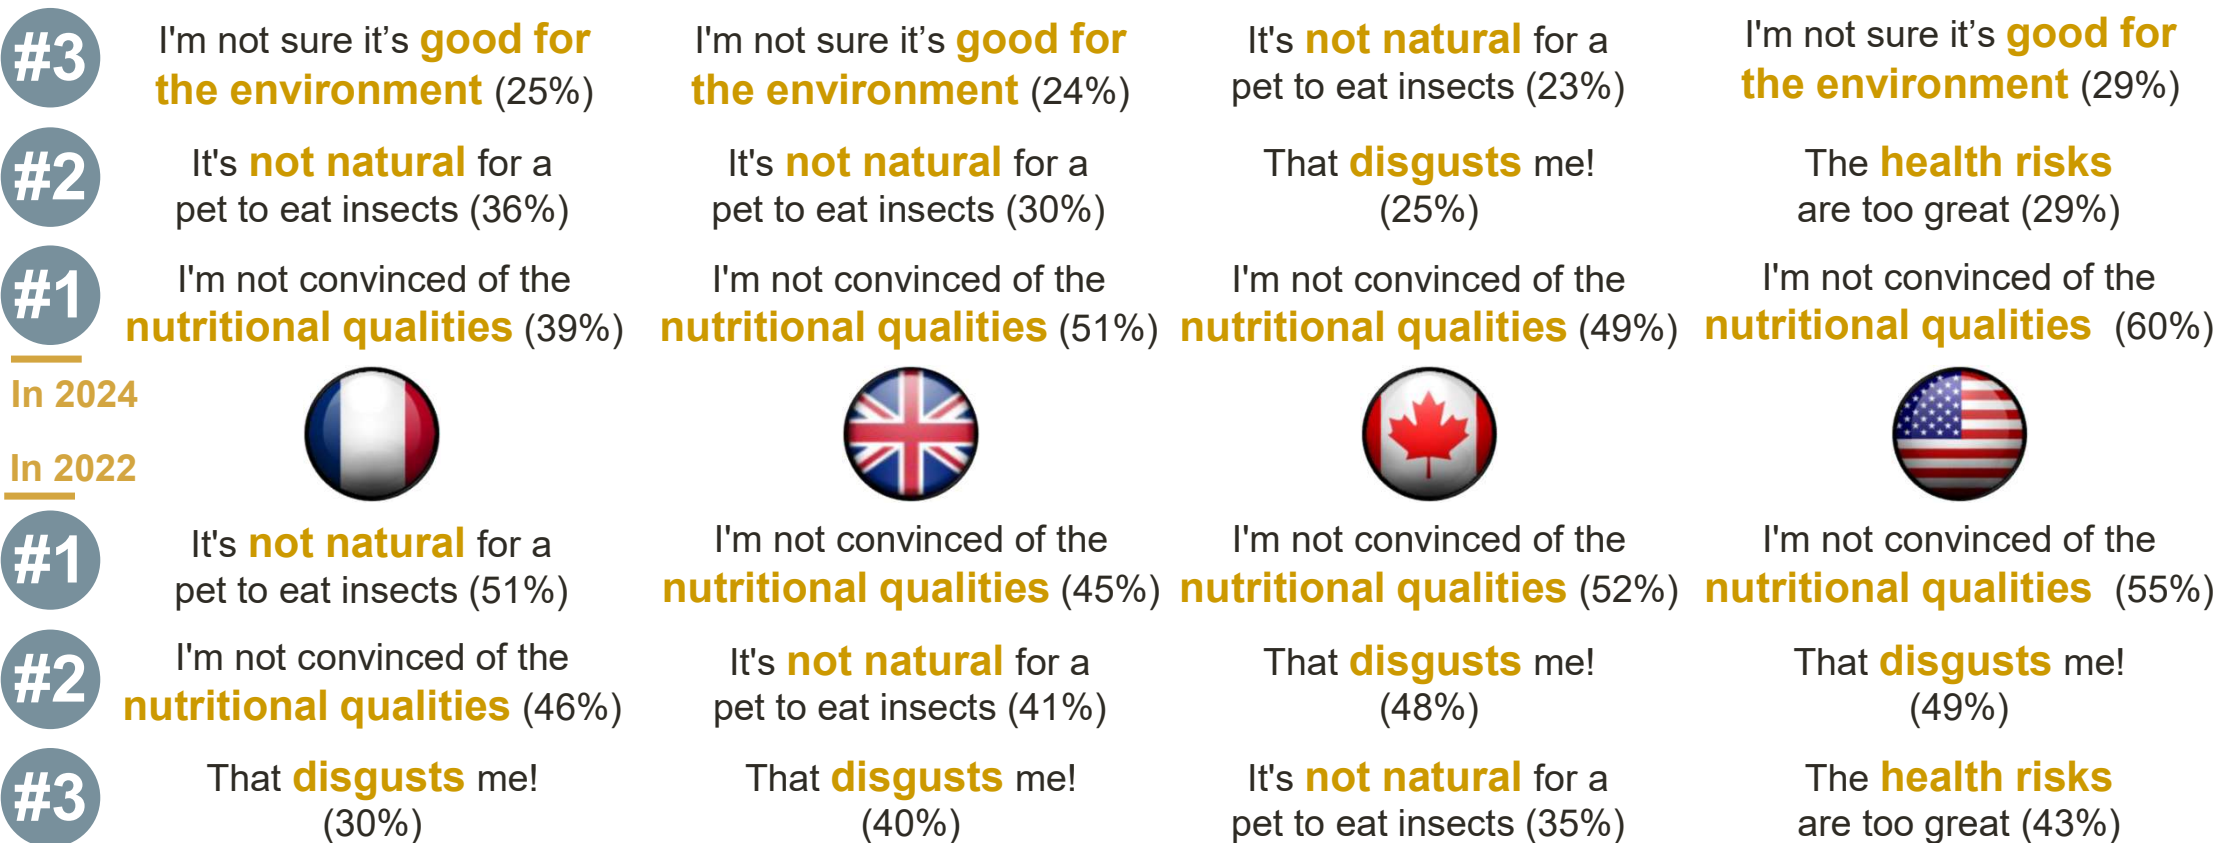 #3
I'm not sure it’s good for
the environment (25%)
I'm not sure it’s good for
the environment (24%)
It's not natural for a
pet to eat insects (23%)
I'm not sure it’s good for
the environment (29%)
#2
It's not natural for a
pet to eat insects (36%)
It's not natural for a
pet to eat insects (30%)
That disgusts me!
(25%)
The health risks
are too great (29%)
#1
I'm not convinced of the
nutritional qualities (39%)
I'm not convinced of the
nutritional qualities (51%)
I'm not convinced of the
nutritional qualities (49%)
I'm not convinced of the
nutritional qualities (60%)
In 2024
In 2022
#1
It's not natural for a
pet to eat insects (51%)
I'm not convinced of the
nutritional qualities (45%)
I'm not convinced of the
nutritional qualities (52%)
I'm not convinced of the
nutritional qualities (55%)
#2
I'm not convinced of the
nutritional qualities (46%)
It's not natural for a
pet to eat insects (41%)
That disgusts me!
(48%)
That disgusts me!
(49%)
#3
That disgusts me!
(30%)
That disgusts me!
(40%)
It's not natural for a
pet to eat insects (35%)
The health risks
are too great (43%)